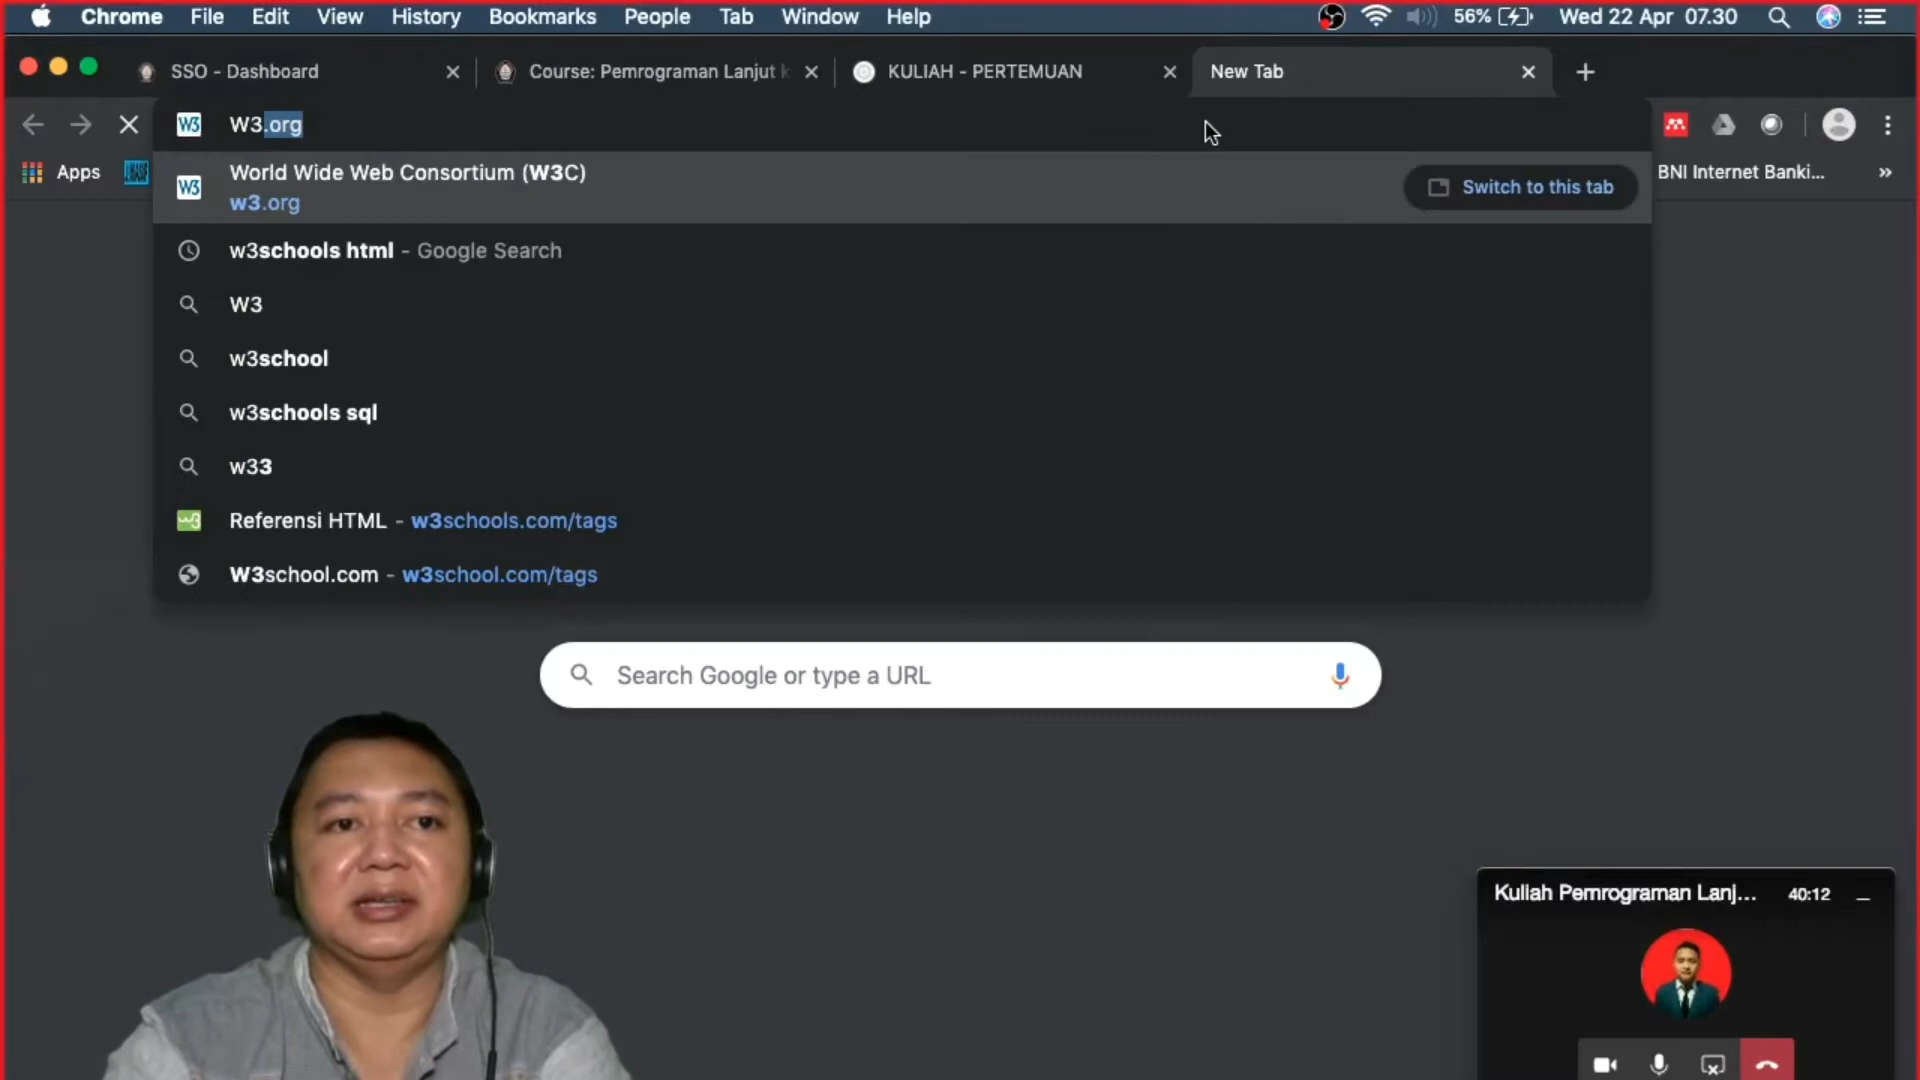 Chrome File Edit View History Bookmarks People Tab Window Help 56% Wed 22 Apr 07.30
SSO - Dashboard Course: Pemrograman Lanjut k KULIAH - PERTEMUAN New Tab
W3 W3.org
Apps BNI Internet Banki... »
W3 World Wide Web Consortium (W3C)
w3.org
Switch to this tab
w3schools html - Google Search
W3
w3school
w3schools sql
w33
w3 Referensi HTML - w3schools.com/tags
W3school.com - w3school.com/tags
Search Google or type a URL
Kuliah Pemrograman Lanj... 40:12